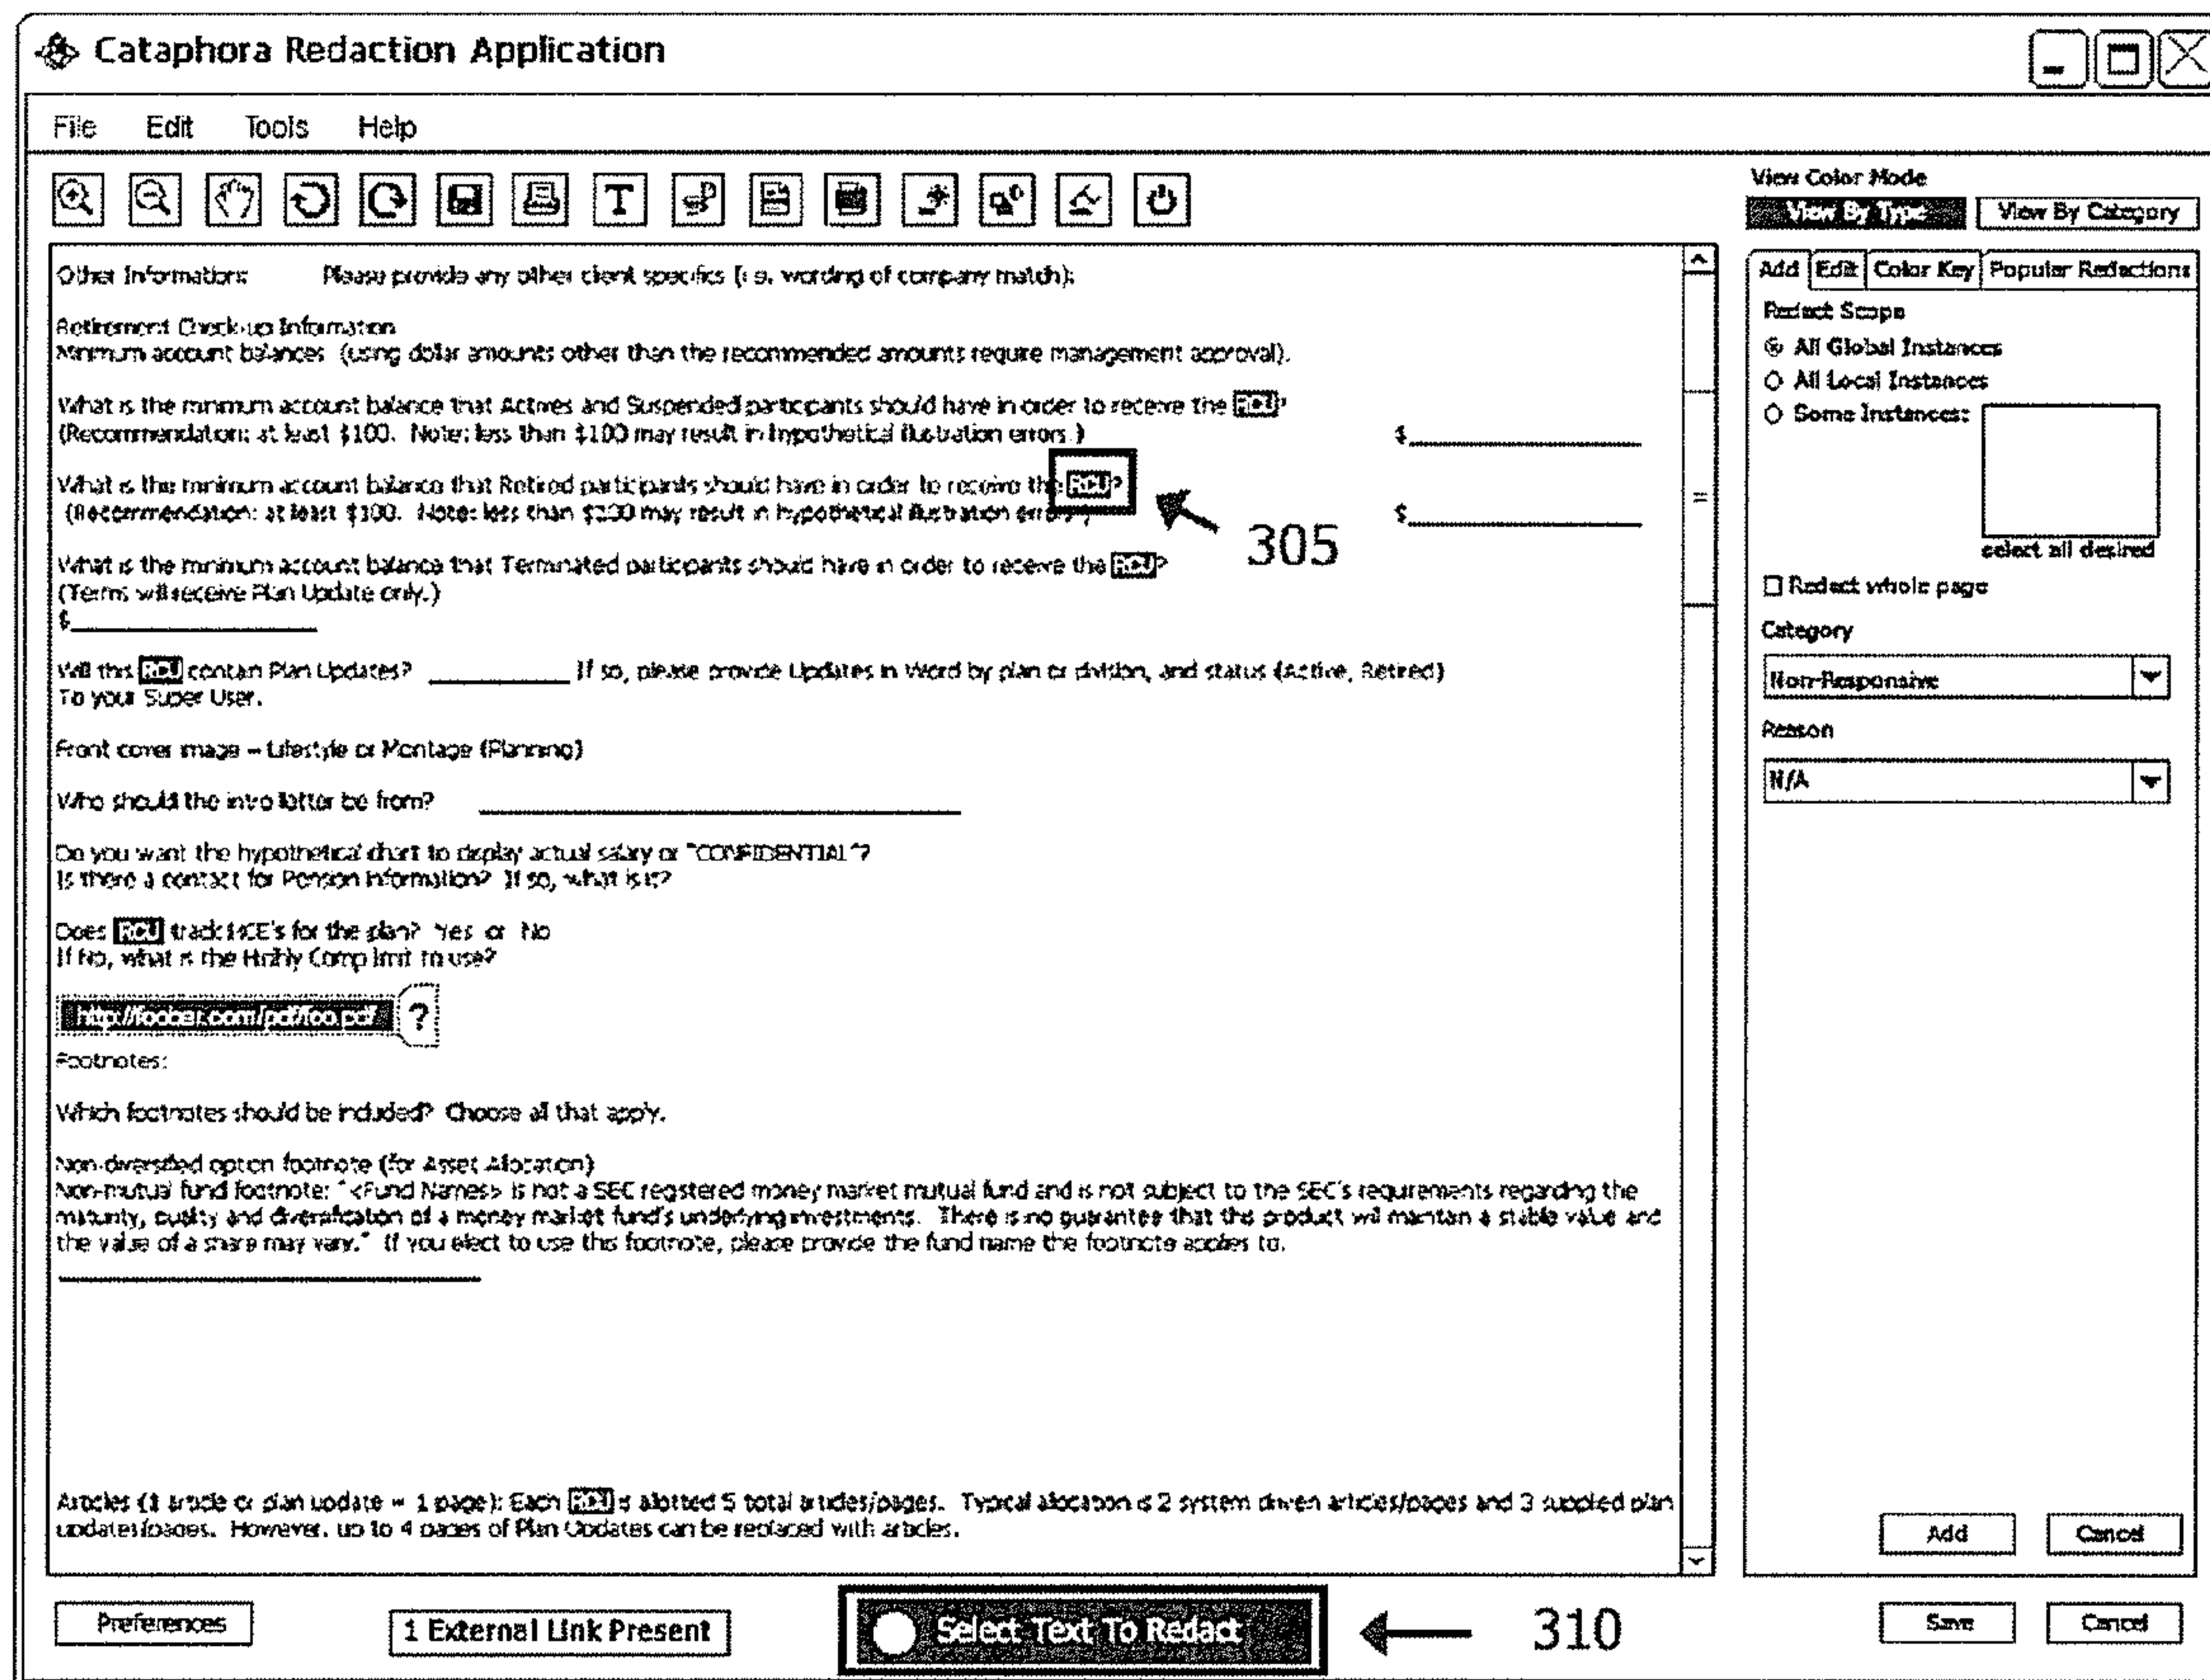 Cataphora Redaction Application
File Edit Tools Help
T
View Color Mode
View By Type View By Category
Other Information: Please provide any other client specifics (i.e. wording of company match):
Retirement Check-up Information
Minimum account balances (using dollar amounts other than the recommended amounts require management approval).
What is the minimum account balance that Actives and Suspended participants should have in order to receive the RCU?
(Recommendation: at least $100. Note: less than $100 may result in hypothetical illustration errors.) $
What is the minimum account balance that Retired participants should have in order to receive the RCU?
(Recommendation: at least $100. Note: less than $100 may result in hypothetical illustration errors.) $
305
What is the minimum account balance that Terminated participants should have in order to receive the RCU?
(Terms will receive Plan Update only.)
$
Will this RCU contain Plan Updates? If so, please provide Updates in Word by plan or division, and status (Active, Retired)
To your Super User.
Front cover image – Lifestyle or Montage (Planning)
Who should the intro letter be from?
Do you want the hypothetical chart to display actual salary or "CONFIDENTIAL"?
Is there a contact for Pension information? If so, what is it?
Does RCU track HCE's for the plan? Yes or No
If No, what is the Highly Comp limit to use?
http://foobar.com/pdf/foo.pdf ?
Footnotes:
Which footnotes should be included? Choose all that apply.
Non-diversified option footnote (for Asset Allocation)
Non-mutual fund footnote: "<Fund Names> is not a SEC registered money market mutual fund and is not subject to the SEC's requirements regarding the
maturity, quality and diversification of a money market fund's underlying investments. There is no guarantee that this product will maintain a stable value and
the value of a share may vary." If you elect to use this footnote, please provide the fund name the footnote applies to.
Articles (1 article or plan update = 1 page): Each RCU is allotted 5 total articles/pages. Typical allocation is 2 system driven articles/pages and 3 supplied plan
updates/pages. However, up to 4 pages of Plan Updates can be replaced with articles.
Add Edit Color Key Popular Redactions
Redact Scope
All Global Instances
All Local Instances
Some Instances:
select all desired
Redact whole page
Category
Non-Responsive
Reason
N/A
Add Cancel
Preferences 1 External Link Present Select Text To Redact 310 Save Cancel